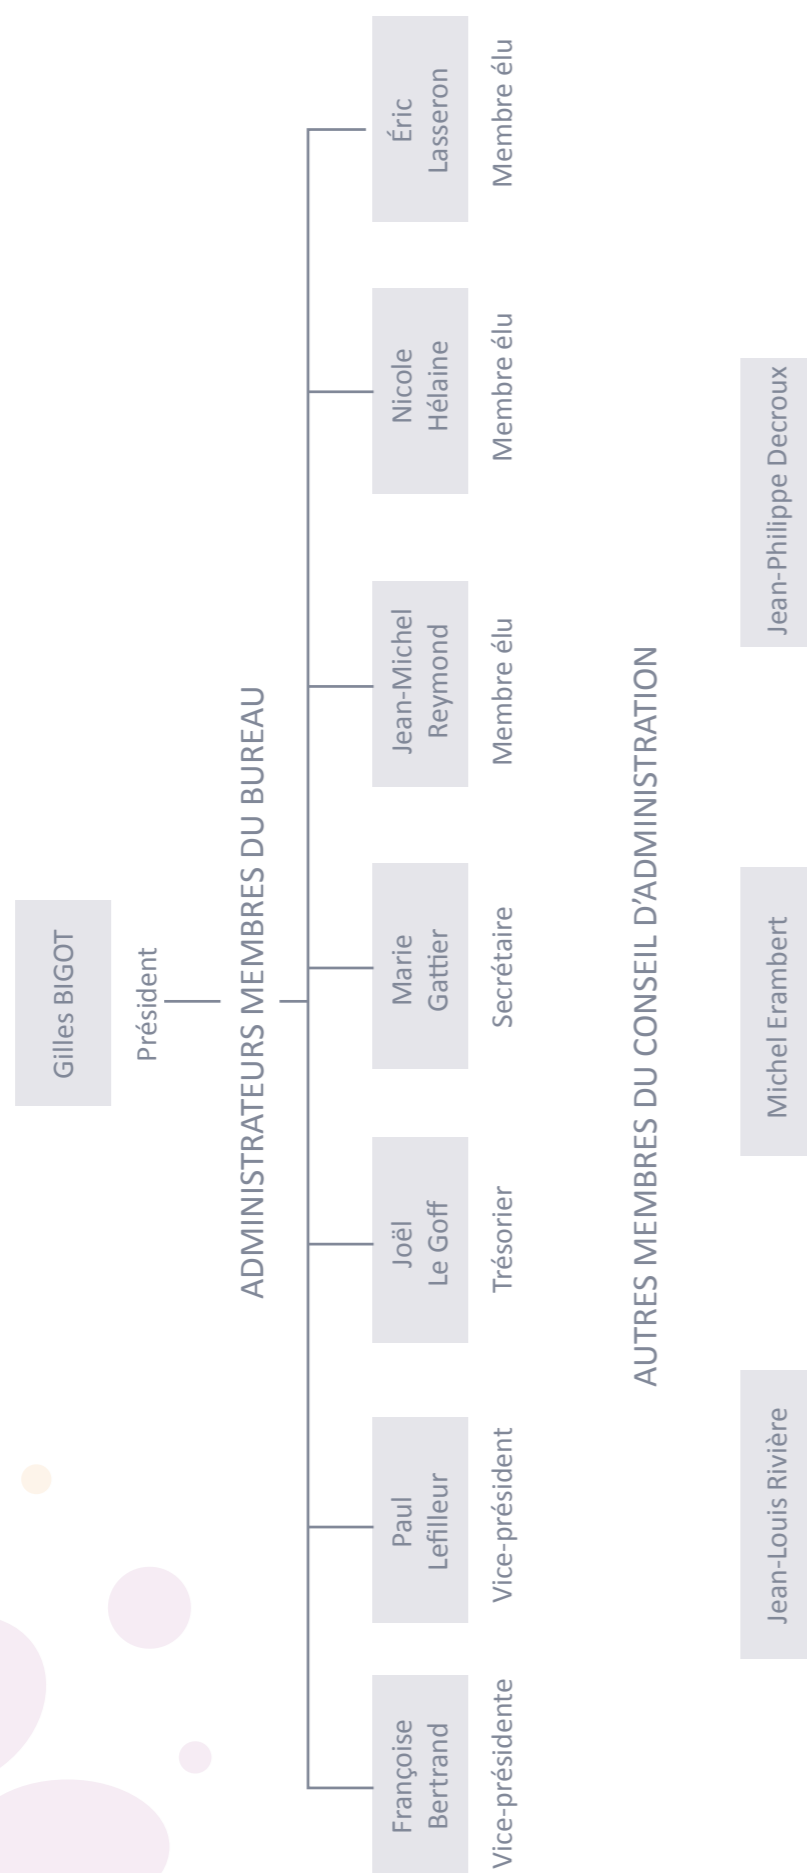 Gilles BIGOT
Président
ADMINISTRATEURS MEMBRES DU BUREAU
Françoise
Bertrand
Vice-présidente
Paul
Lefilleur
Vice-président
Joël
Le Goff
Trésorier
Marie
Gattier
Secrétaire
Jean-Michel
Reymond
Membre élu
Nicole
Hélaine
Membre élu
Éric
Lasseron
Membre élu
AUTRES MEMBRES DU CONSEIL D’ADMINISTRATION
Jean-Louis Rivière
Michel Erambert
Jean-Philippe Decroux